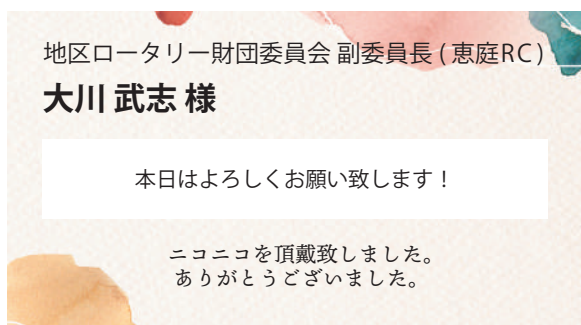 地区ロータリー財団委員会 副委員長 ( 恵庭RC )
大川 武志 様
本日はよろしくお願い致します！
ニコニコを頂戴致しました。
ありがとうございました。